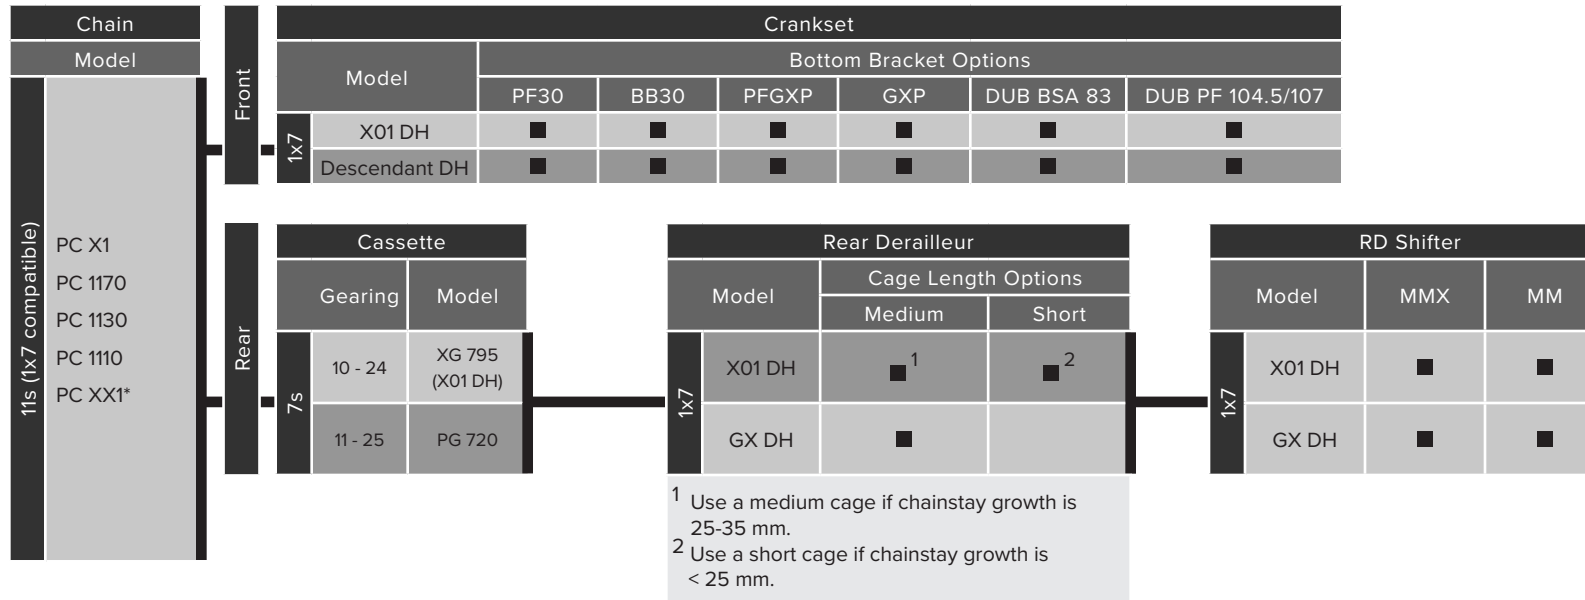 Chain
Model
11s (1x7 compatible)
PC X1
PC 1170
PC 1130
PC 1110
PC XX1*
Front
Crankset
Model
Bottom Bracket Options
PF30 BB30 PFGXP GXP DUB BSA 83 DUB PF 104.5/107
1x7
X01 DH ■ ■ ■ ■ ■ ■
Descendant DH ■ ■ ■ ■ ■ ■
Rear
Cassette
Gearing Model
7s
10 - 24 XG 795
(X01 DH)
11 - 25 PG 720
Rear Derailleur
Model
Cage Length Options
Medium Short
1x7
X01 DH ■ 1 ■ 2
GX DH ■
1 Use a medium cage if chainstay growth is
25-35 mm.
2 Use a short cage if chainstay growth is
< 25 mm.
RD Shifter
Model MMX MM
1x7
X01 DH ■ ■
GX DH ■ ■